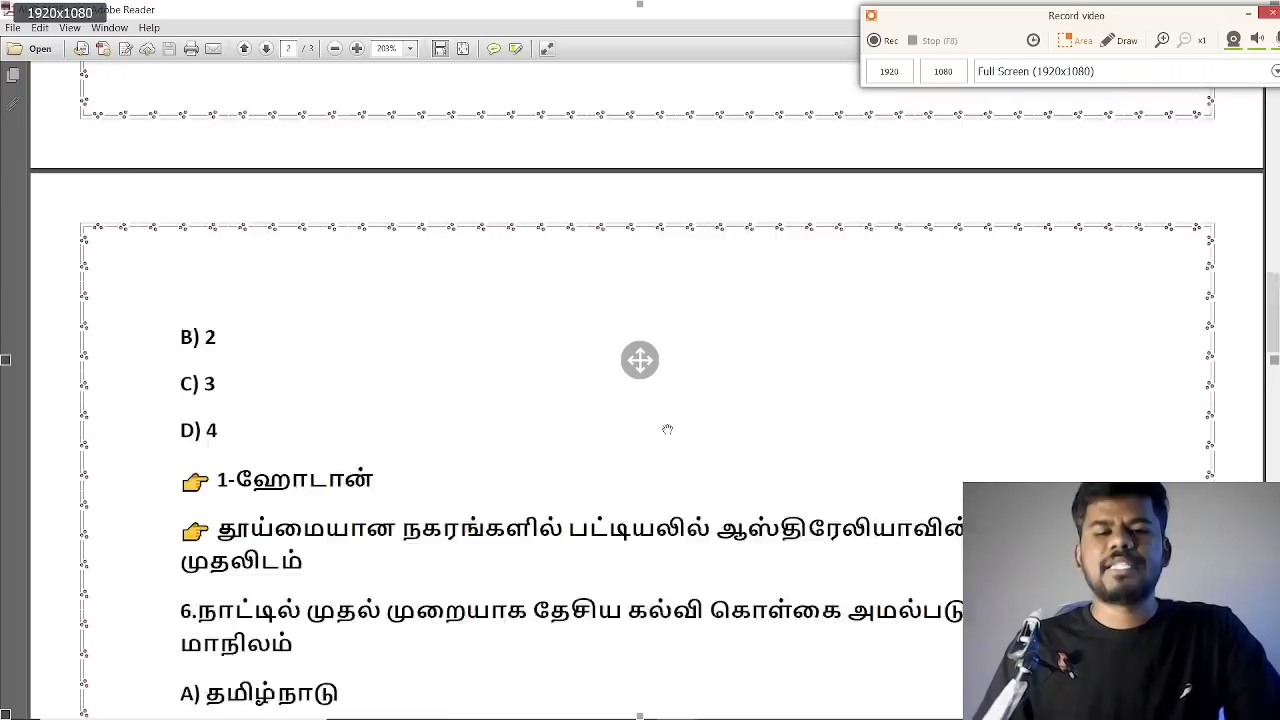 1920x1080
Adobe Reader
Record video
File Edit View Window Help
Open 2 / 3 203%
Rec Stop (F8) Area Draw x1
1920 1080 Full Screen (1920x1080)
B) 2
C) 3
D) 4
👉 1-ஹோடான்
👉 தூய்மையான நகரங்களில் பட்டியலில் ஆஸ்திரேலியாவின்
முதலிடம்
6.நாட்டில் முதல் முறையாக தேசிய கல்வி கொள்கை அமல்படு
மாநிலம்
A) தமிழ்நாடு